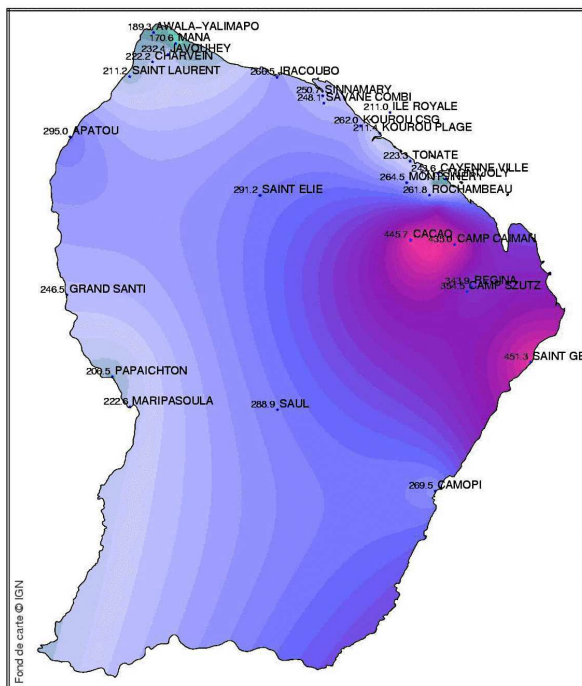 189.3 AWALA-YALIMAPO
170.6 MANA
232.4 JAVOUHEY
222.2 CHARVEIN
211.2 SAINT LAURENT
IRACOUBO
250.7 SINNAMARY
248.1 SAVANE COMBI
211.0 ILE ROYALE
262.0 KOUROU CSG
211.4 KOUROU PLAGE
295.0 APATOU
223.3 TONATE
CAYENNE VILLE
264.5 MONTSINERY
291.2 SAINT ELIE
261.8 ROCHAMBEAU
445.7 CACAO
CAMP CAIMAN
343.9 REGINA
CAMP SZUTZ
246.5 GRAND SANTI
451.3 SAINT GE
PAPAICHTON
222.6 MARIPASOULA
288.9 SAUL
269.5 CAMOPI
Fond de carte © IGN